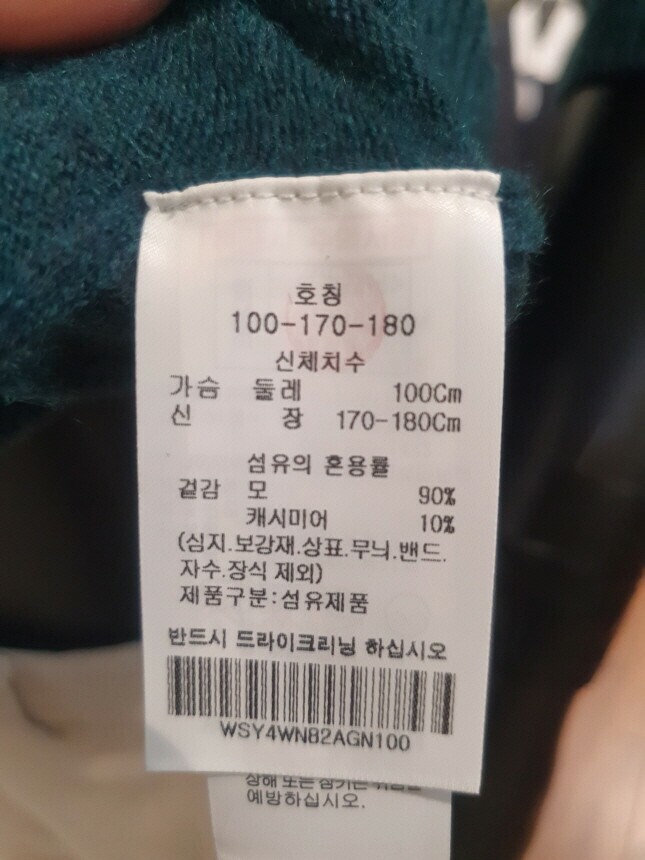 호칭
100-170-180
신체치수
가슴 둘레 100Cm
신 장 170-180Cm
섬유의 혼용률
겉감 모 90%
캐시미어 10%
(심지.보강재.상표.무늬.밴드.
자수.장식 제외)
제품구분:섬유제품
반드시 드라이크리닝 하십시오
WSY4WN82AGN100
상해 또는
예방하십시오.